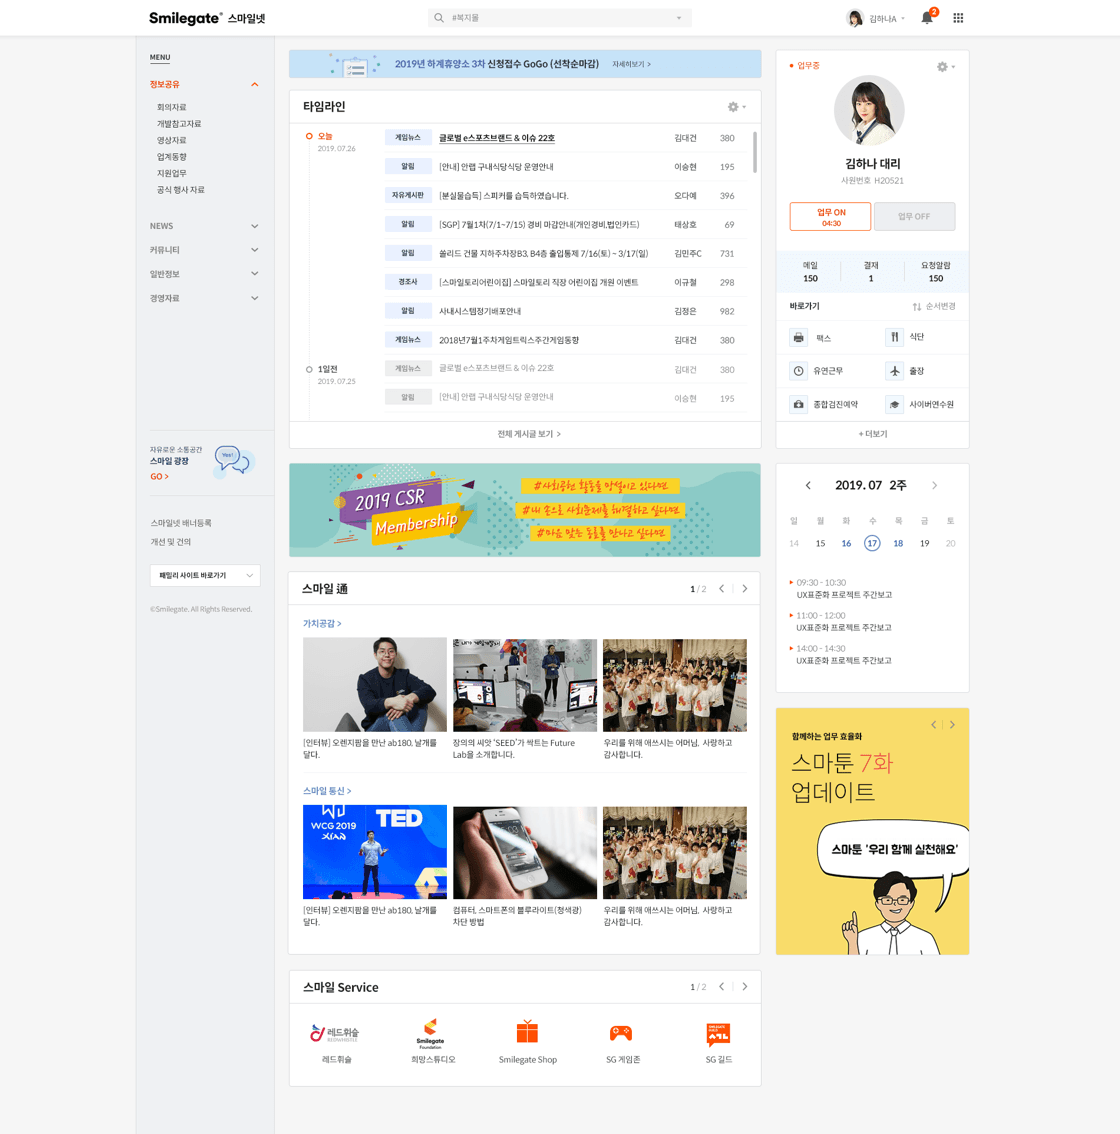 Smilegate 스마일넷
#복지몰
김하나A
2
MENU
정보공유
회의자료
개발참고자료
영상자료
업계동향
지원업무
공식 행사 자료
NEWS
커뮤니티
일반정보
경영자료
자유로운 소통공간
스마일 광장
GO >
Yes!
스마일넷 배너등록
개선 및 건의
패밀리 사이트 바로가기
©Smilegate. All Rights Reserved.
2019년 하계휴양소 3차 신청접수 GoGo (선착순마감) 자세히보기 >
타임라인
오늘
2019. 07.26
게임뉴스 글로벌 e스포츠브랜드 & 이슈 22호 김대건 380
알림 [안내] 안랩 구내식당식당 운영안내 이승현 195
자유게시판 [분실물습득] 스피커를 습득하였습니다. 오다예 396
알림 [SGP] 7월1차(7/1~7/15) 경비 마감안내(개인경비,법인카드) 태상호 69
알림 쏠리드 건물 지하주차장B3, B4층 출입통제 7/16(토) ~ 3/17(일) 김민주C 731
경조사 [스마일토리어린이집] 스마일토리 직장 어린이집 개원 이벤트 이규철 298
알림 사내시스템정기배포안내 김정은 982
게임뉴스 2018년7월1주차게임트릭스주간게임동향 김대건 380
1일전
2019.07.25
게임뉴스 글로벌 e스포츠브랜드 & 이슈 22호 김대건 380
알림 [안내] 안랩 구내식당식당 운영안내 이승현 195
전체 게시글 보기 >
2019 CSR
Membership
#사회공헌 활동을 망설이고 있다면
#내 손으로 사회문제를 해결하고 싶다면
#마음 맞는 동료를 만나고 싶다면
스마일 通
1 / 2
가치공감 >
[인터뷰] 오렌지팜을 만난 ab180, 날개를
달다.
장의의 씨앗 ‘SEED’가 싹트는 Future
Lab을 소개합니다.
우리를 위해 애쓰시는 어머님, 사랑하고
감사합니다.
스마일 통신 >
WCG 2019
XIAN
TED
[인터뷰] 오렌지팜을 만난 ab180, 날개를
달다.
컴퓨터, 스마트폰의 블루라이트(청색광)
차단 방법
우리를 위해 애쓰시는 어머님, 사랑하고
감사합니다.
스마일 Service
1 / 2
레드휘슬
REDWHISTLE
레드휘슬
Smilegate
Foundation
희망스튜디오
Smilegate Shop
SG 게임존
SG 길드
업무중
김하나 대리
사원번호 H20521
업무 ON
04:30
업무 OFF
메일 결재 요청알람
150 1 150
바로가기 순서변경
팩스 식단
유연근무 출장
종합검진예약 사이버연수원
+ 더보기
2019. 07 2주
일 월 화 수 목 금 토
14 15 16 17 18 19 20
09:30 - 10:30
UX표준화 프로젝트 주간보고
11:00 - 12:00
UX표준화 프로젝트 주간보고
14:00 - 14:30
UX표준화 프로젝트 주간보고
함께하는 업무 효율화
스마툰 7화
업데이트
스마툰 ‘우리 함께 실천해요’